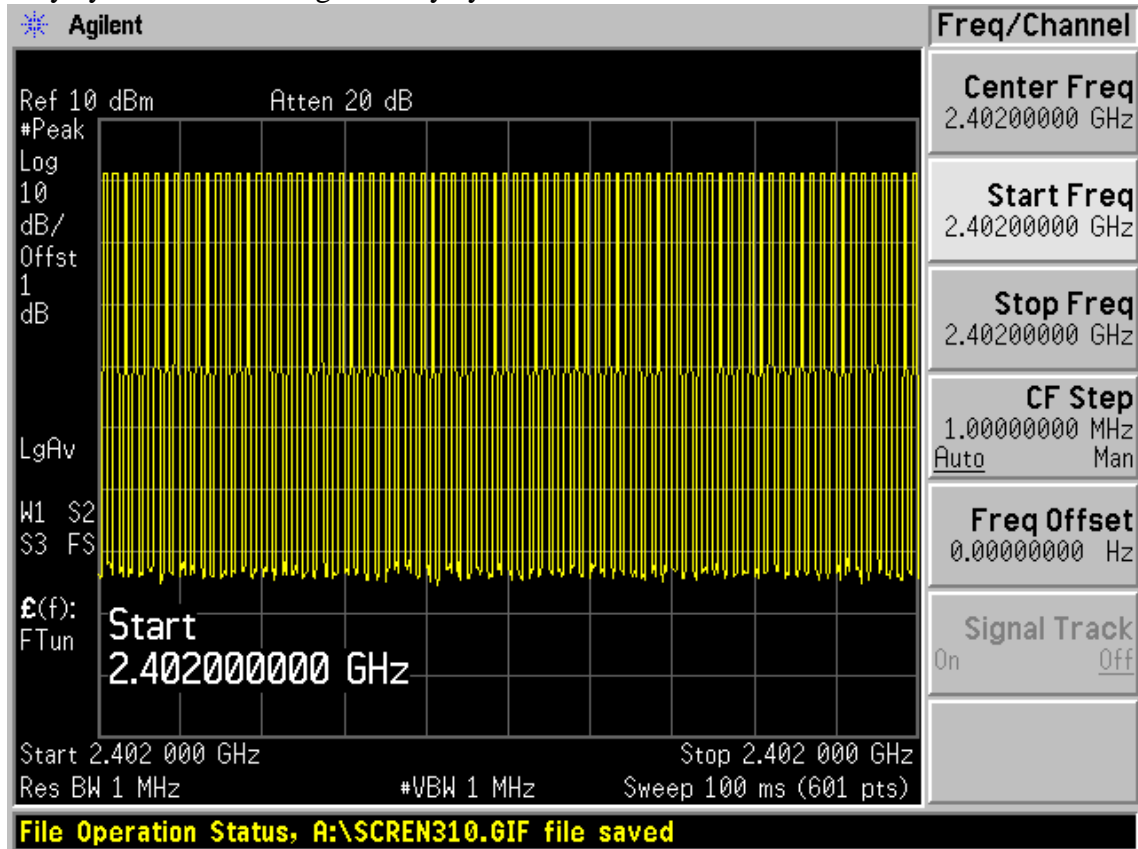 Agilent
Freq/Channel
Ref 10 dBm Atten 20 dB
#Peak
Log
10
dB/
Offst
1
dB
LgAv
W1 S2
S3 FS
£(f):
FTun
Start
2.402000000 GHz
Start 2.402 000 GHz Stop 2.402 000 GHz
Res BW 1 MHz #VBW 1 MHz Sweep 100 ms (601 pts)
Center Freq
2.40200000 GHz
Start Freq
2.40200000 GHz
Stop Freq
2.40200000 GHz
CF Step
1.00000000 MHz
Auto Man
Freq Offset
0.00000000 Hz
Signal Track
On Off
File Operation Status, A:\SCREN310.GIF file saved